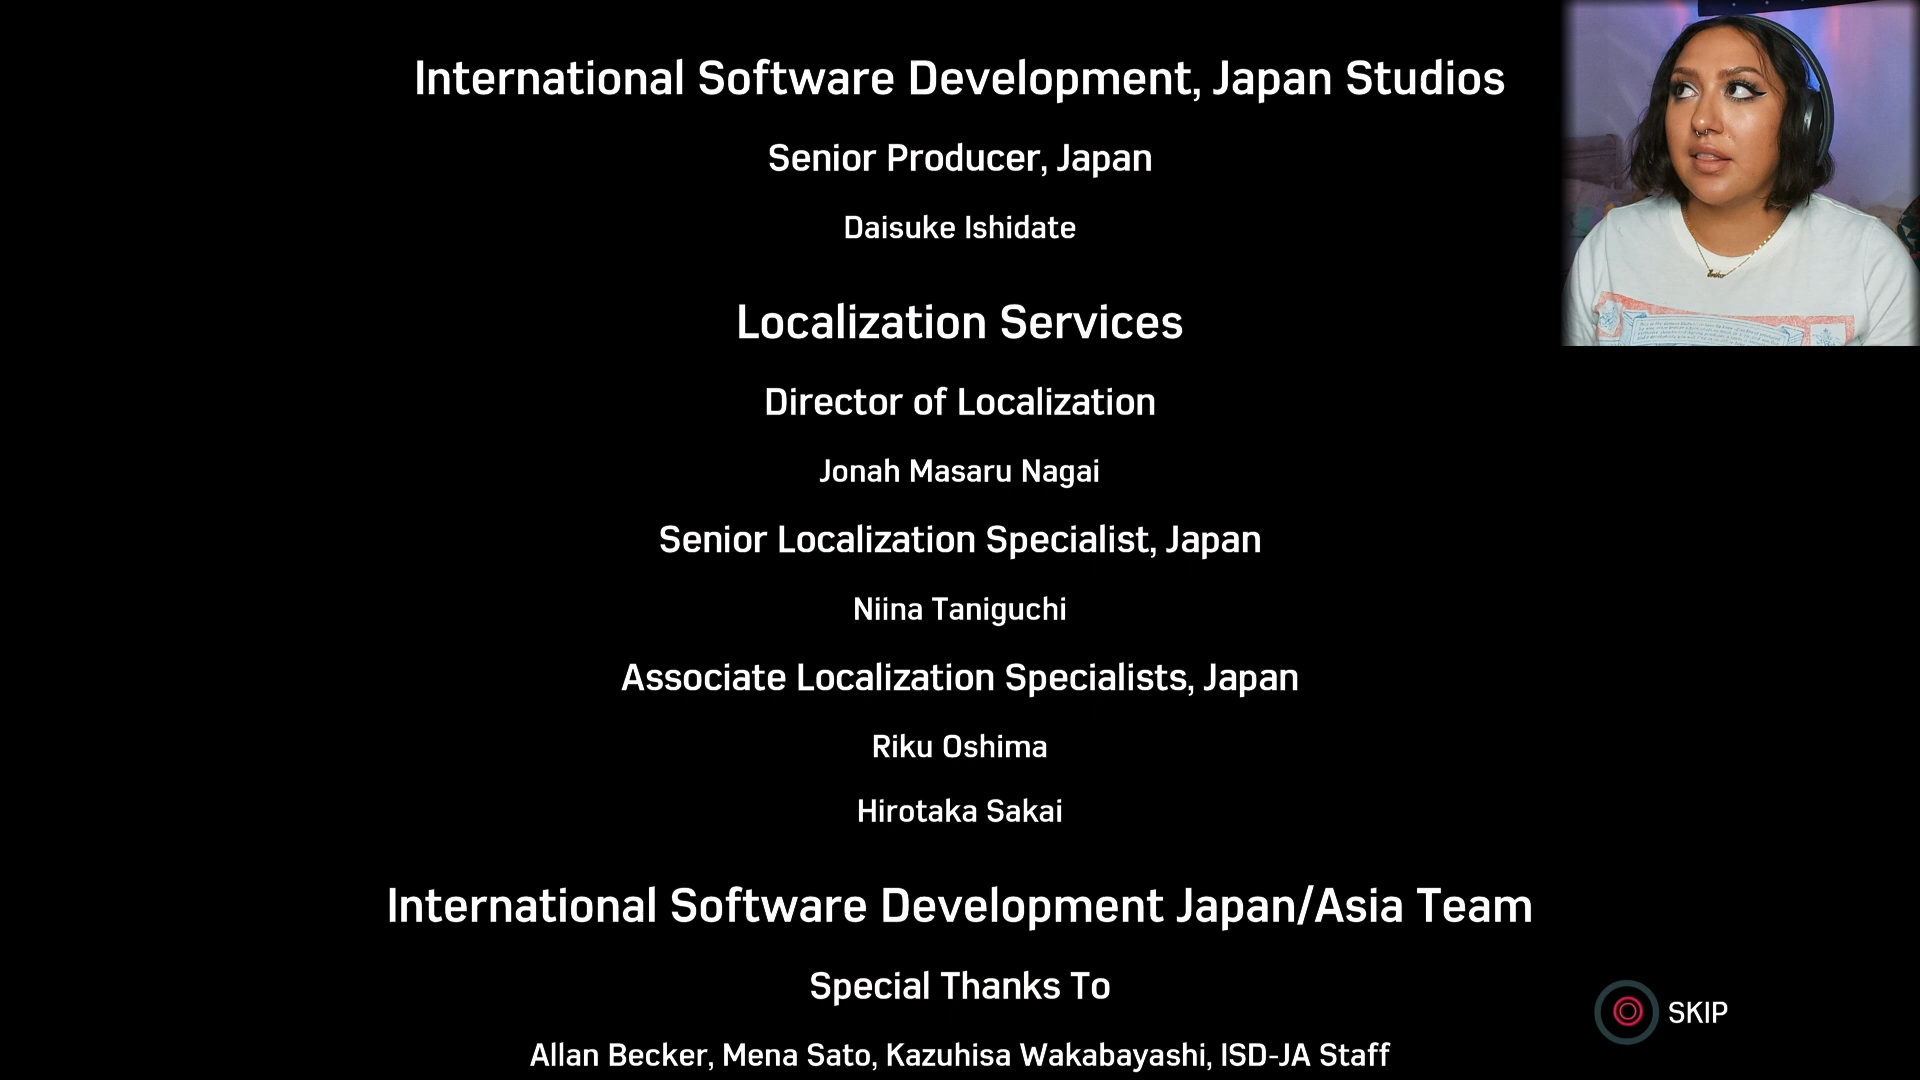 International Software Development, Japan Studios
Senior Producer, Japan
Daisuke Ishidate
Localization Services
Director of Localization
Jonah Masaru Nagai
Senior Localization Specialist, Japan
Niina Taniguchi
Associate Localization Specialists, Japan
Riku Oshima
Hirotaka Sakai
International Software Development Japan/Asia Team
Special Thanks To
Allan Becker, Mena Sato, Kazuhisa Wakabayashi, ISD-JA Staff
SKIP